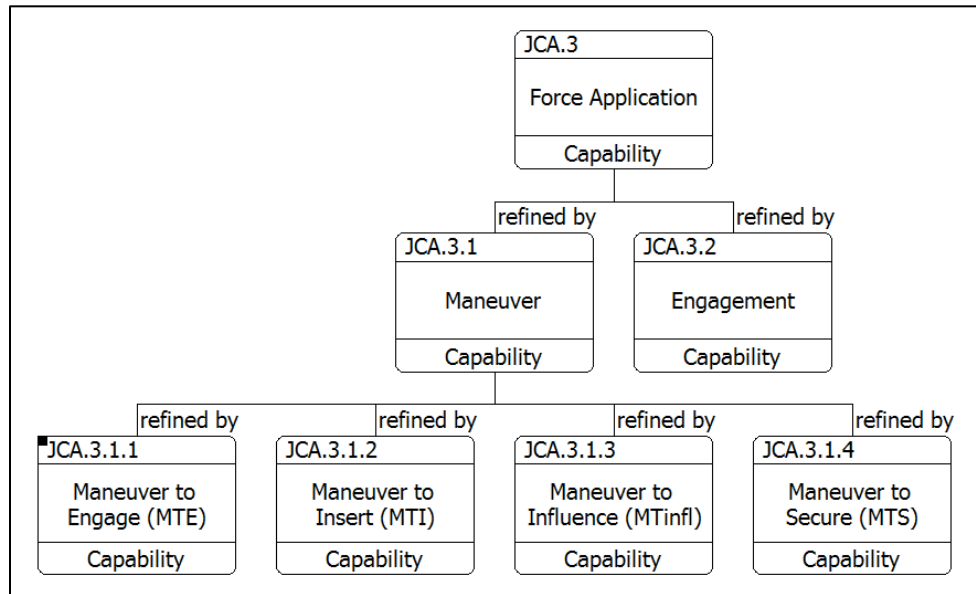 JCA.3
Force Application
Capability
refined by
refined by
JCA.3.1
Maneuver
Capability
JCA.3.2
Engagement
Capability
refined by
refined by
refined by
refined by
JCA.3.1.1
Maneuver to
Engage (MTE)
Capability
JCA.3.1.2
Maneuver to
Insert (MTI)
Capability
JCA.3.1.3
Maneuver to
Influence (MTinfl)
Capability
JCA.3.1.4
Maneuver to
Secure (MTS)
Capability